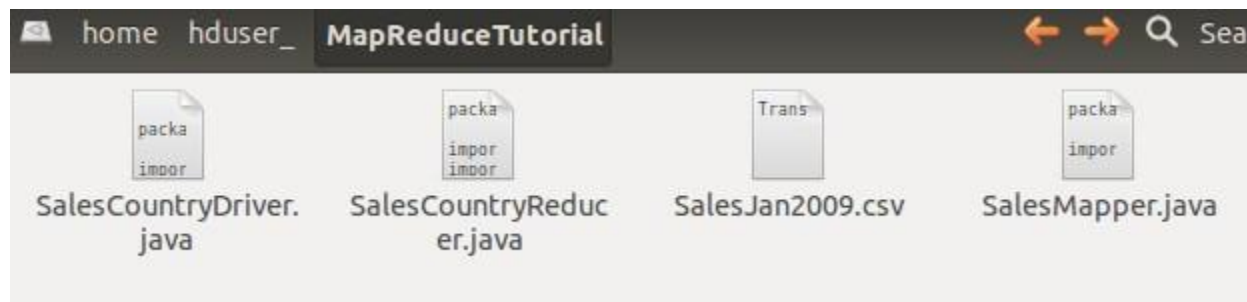 home hduser_ MapReduceTutorial Sea
packa
impor
packa
impor
impor
Trans
packa
impor
SalesCountryDriver.
java
SalesCountryReduc
er.java
SalesJan2009.csv
SalesMapper.java